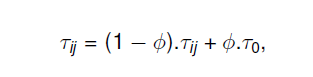 τij = (1 − ϕ).τij + ϕ.τ0,